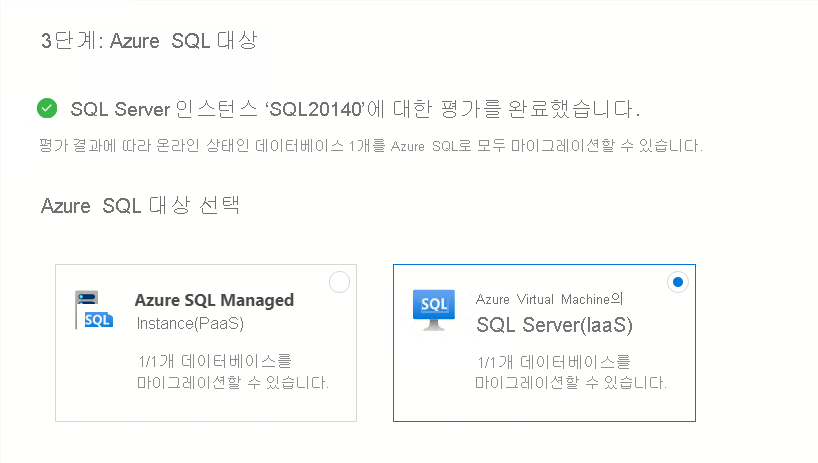 3단계: Azure SQL 대상
SQL Server 인스턴스 ‘SQL20140’에 대한 평가를 완료했습니다.
평가 결과에 따라 온라인 상태인 데이터베이스 1개를 Azure SQL로 모두 마이그레이션할 수 있습니다.
Azure SQL 대상 선택
SQL
Azure SQL Managed
Instance(PaaS)
1/1개 데이터베이스를
마이그레이션할 수 있습니다.
SQL
Azure Virtual Machine의
SQL Server(IaaS)
1/1개 데이터베이스를
마이그레이션할 수 있습니다.